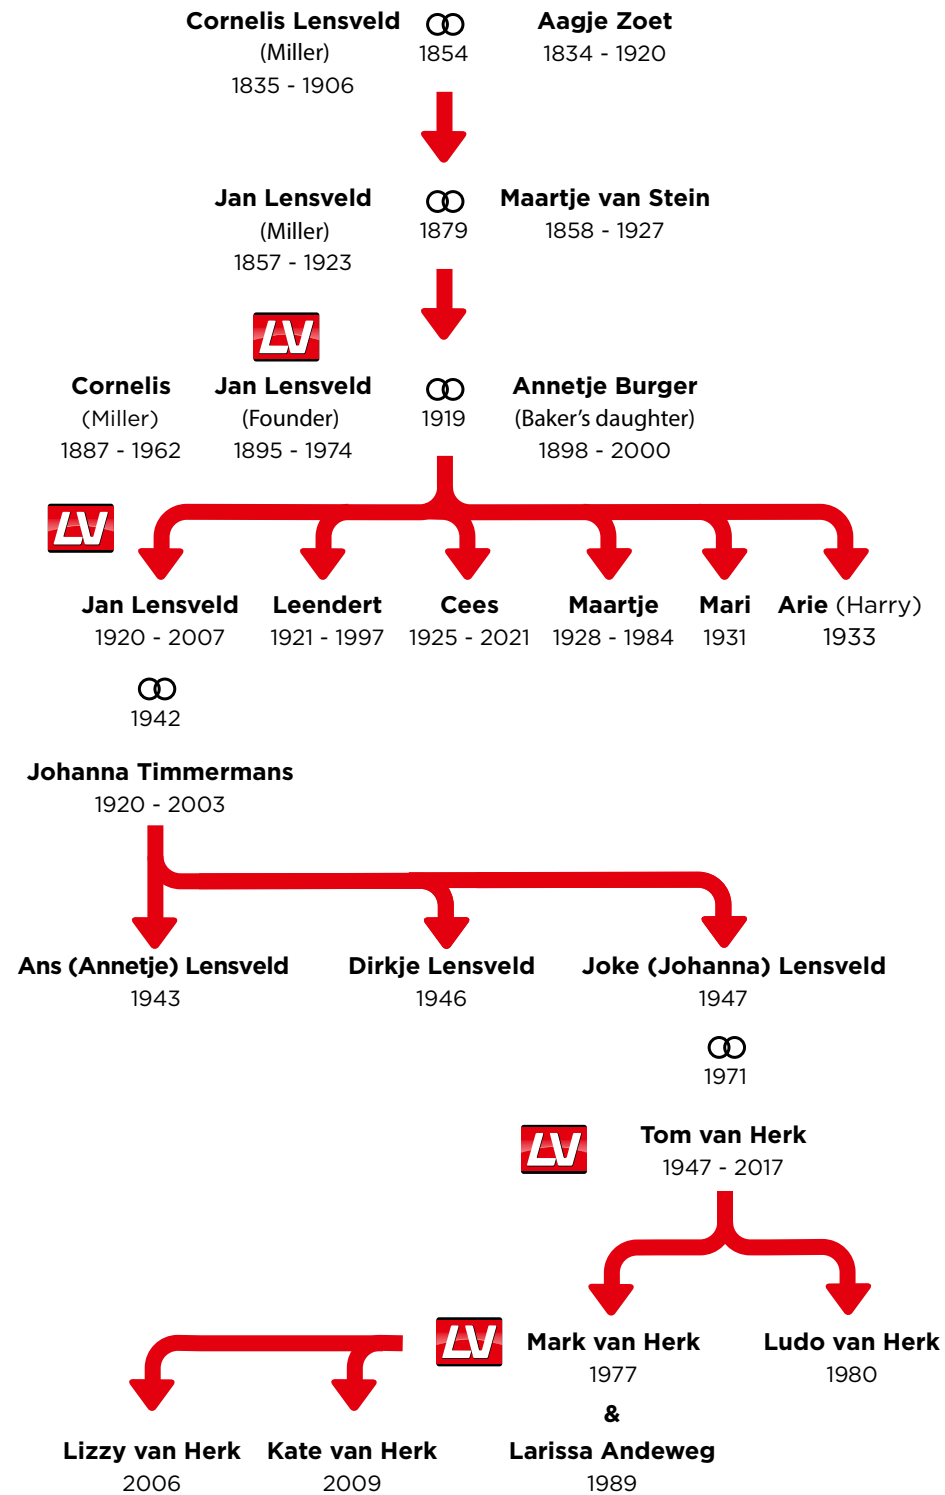 Cornelis Lensveld Aagje Zoet
(Miller) 1854 1834 - 1920
1835 - 1906
Jan Lensveld Maartje van Stein
(Miller) 1879 1858 - 1927
1857 - 1923
LV
Cornelis Jan Lensveld Annetje Burger
(Miller) (Founder) 1919 (Baker's daughter)
1887 - 1962 1895 - 1974 1898 - 2000
LV
Jan Lensveld Leendert Cees Maartje Mari Arie (Harry)
1920 - 2007 1921 - 1997 1925 - 2021 1928 - 1984 1931 1933
1942
Johanna Timmermans
1920 - 2003
Ans (Annetje) Lensveld Dirkje Lensveld Joke (Johanna) Lensveld
1943 1946 1947
1971
LV Tom van Herk
1947 - 2017
LV Mark van Herk Ludo van Herk
1977 1980
&
Lizzy van Herk Kate van Herk Larissa Andeweg
2006 2009 1989